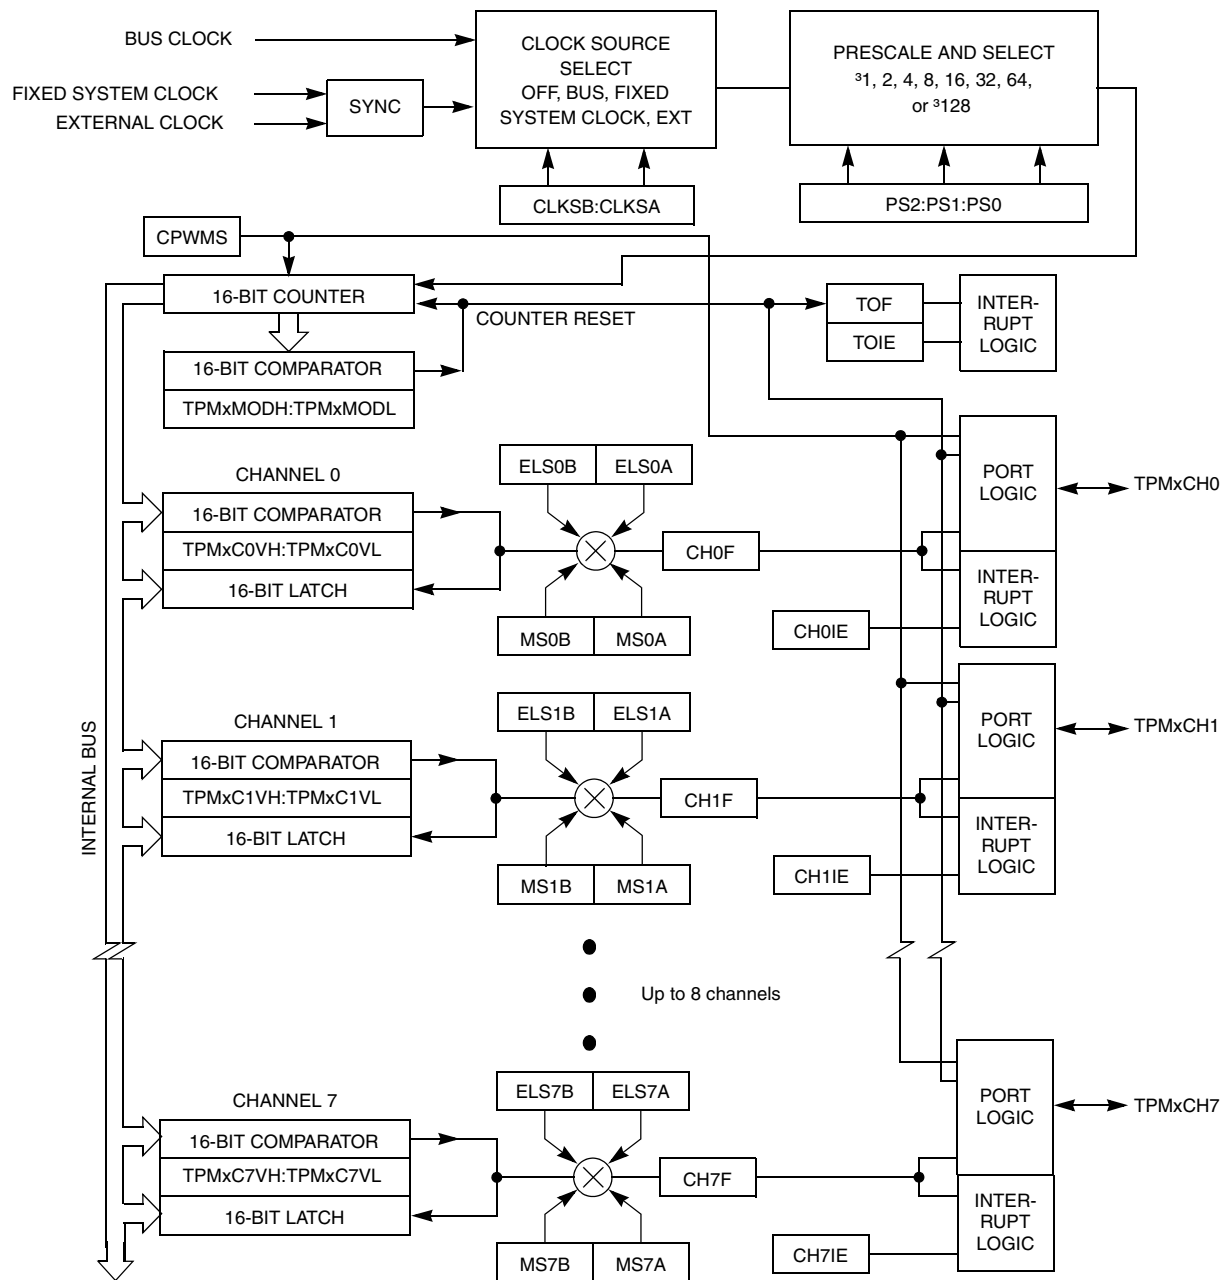 BUS CLOCK
FIXED SYSTEM CLOCK
EXTERNAL CLOCK
SYNC
CLOCK SOURCE
SELECT
OFF, BUS, FIXED
SYSTEM CLOCK, EXT
PRESCALE AND SELECT
³1, 2, 4, 8, 16, 32, 64,
or ³128
CLKSB:CLKSA
PS2:PS1:PS0
CPWMS
16-BIT COUNTER
COUNTER RESET
TOF
TOIE
INTER-
RUPT
LOGIC
16-BIT COMPARATOR
TPMxMODH:TPMxMODL
INTERNAL BUS
CHANNEL 0
16-BIT COMPARATOR
TPMxC0VH:TPMxC0VL
16-BIT LATCH
ELS0B
ELS0A
MS0B
MS0A
CH0F
CH0IE
PORT
LOGIC
INTER-
RUPT
LOGIC
TPMxCH0
CHANNEL 1
16-BIT COMPARATOR
TPMxC1VH:TPMxC1VL
16-BIT LATCH
ELS1B
ELS1A
MS1B
MS1A
CH1F
CH1IE
PORT
LOGIC
INTER-
RUPT
LOGIC
TPMxCH1
Up to 8 channels
CHANNEL 7
16-BIT COMPARATOR
TPMxC7VH:TPMxC7VL
16-BIT LATCH
ELS7B
ELS7A
MS7B
MS7A
CH7F
CH7IE
PORT
LOGIC
INTER-
RUPT
LOGIC
TPMxCH7